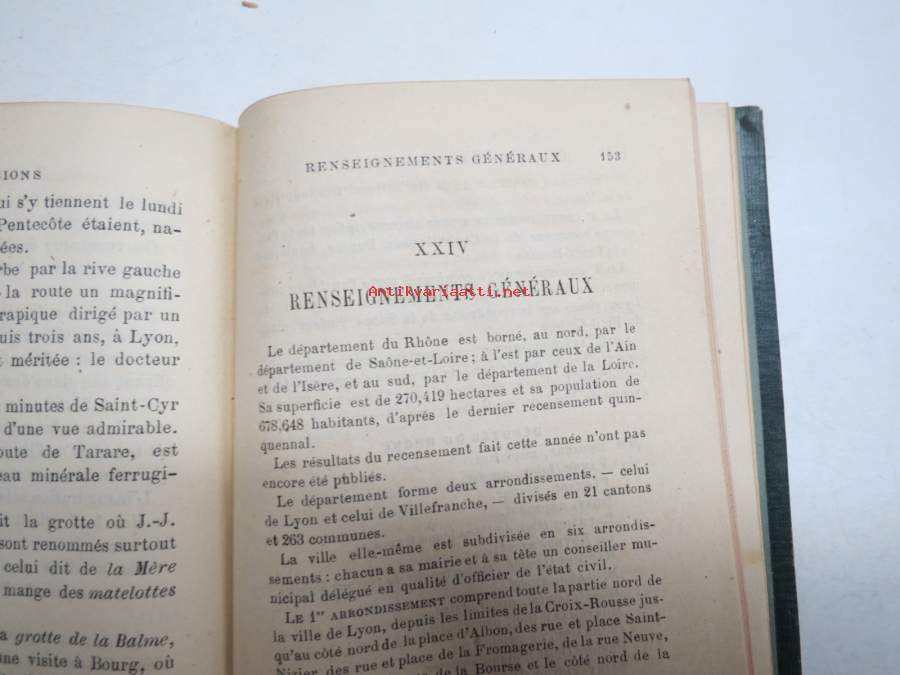 SIONS
ui s'y tiennent le lundi
Pentecôte étaient, na-
ées.
rbe par la rive gauche
la route un magnifi-
rapique dirigé par un
uis trois ans, à Lyon,
t méritée : le docteur
minutes de Saint-Cyr
d'une vue admirable.
oute de Tarare, est
eau minérale ferrugi-
it la grotte où J.-J.
sont renommés surtout
celui dit de la Mère
mange des matelottes
a grotte de la Balme,
une visite à Bourg, où
RENSEIGNEMENTS GÉNÉRAUX 153
XXIV
RENSEIGNEMENTS GÉNÉRAUX
Antikvariaatti.net
Le département du Rhône est borné, au nord, par le
département de Saône-et-Loire ; à l'est par ceux de l'Ain
et de l'Isère, et au sud, par le département de la Loire.
Sa superficie est de 270,419 hectares et sa population de
678.648 habitants, d'après le dernier recensement quin-
quennal.
Les résultats du recensement fait cette année n'ont pas
encore été publiés.
Le département forme deux arrondissements, — celui
de Lyon et celui de Villefranche, — divisés en 21 cantons
et 263 communes.
La ville elle-même est subdivisée en six arrondis-
sements : chacun a sa mairie et à sa tête un conseiller mu-
nicipal délégué en qualité d'officier de l'état civil.
LE 1er ARRONDISSEMENT comprend toute la partie nord de
la ville de Lyon, depuis les limites de la Croix-Rousse jus-
qu'au côté nord de la place d'Albon, des rue et place Saint-
Nizier, des rue et place de la Fromagerie, de la rue Neuve,
de la Bourse et le côté nord de la